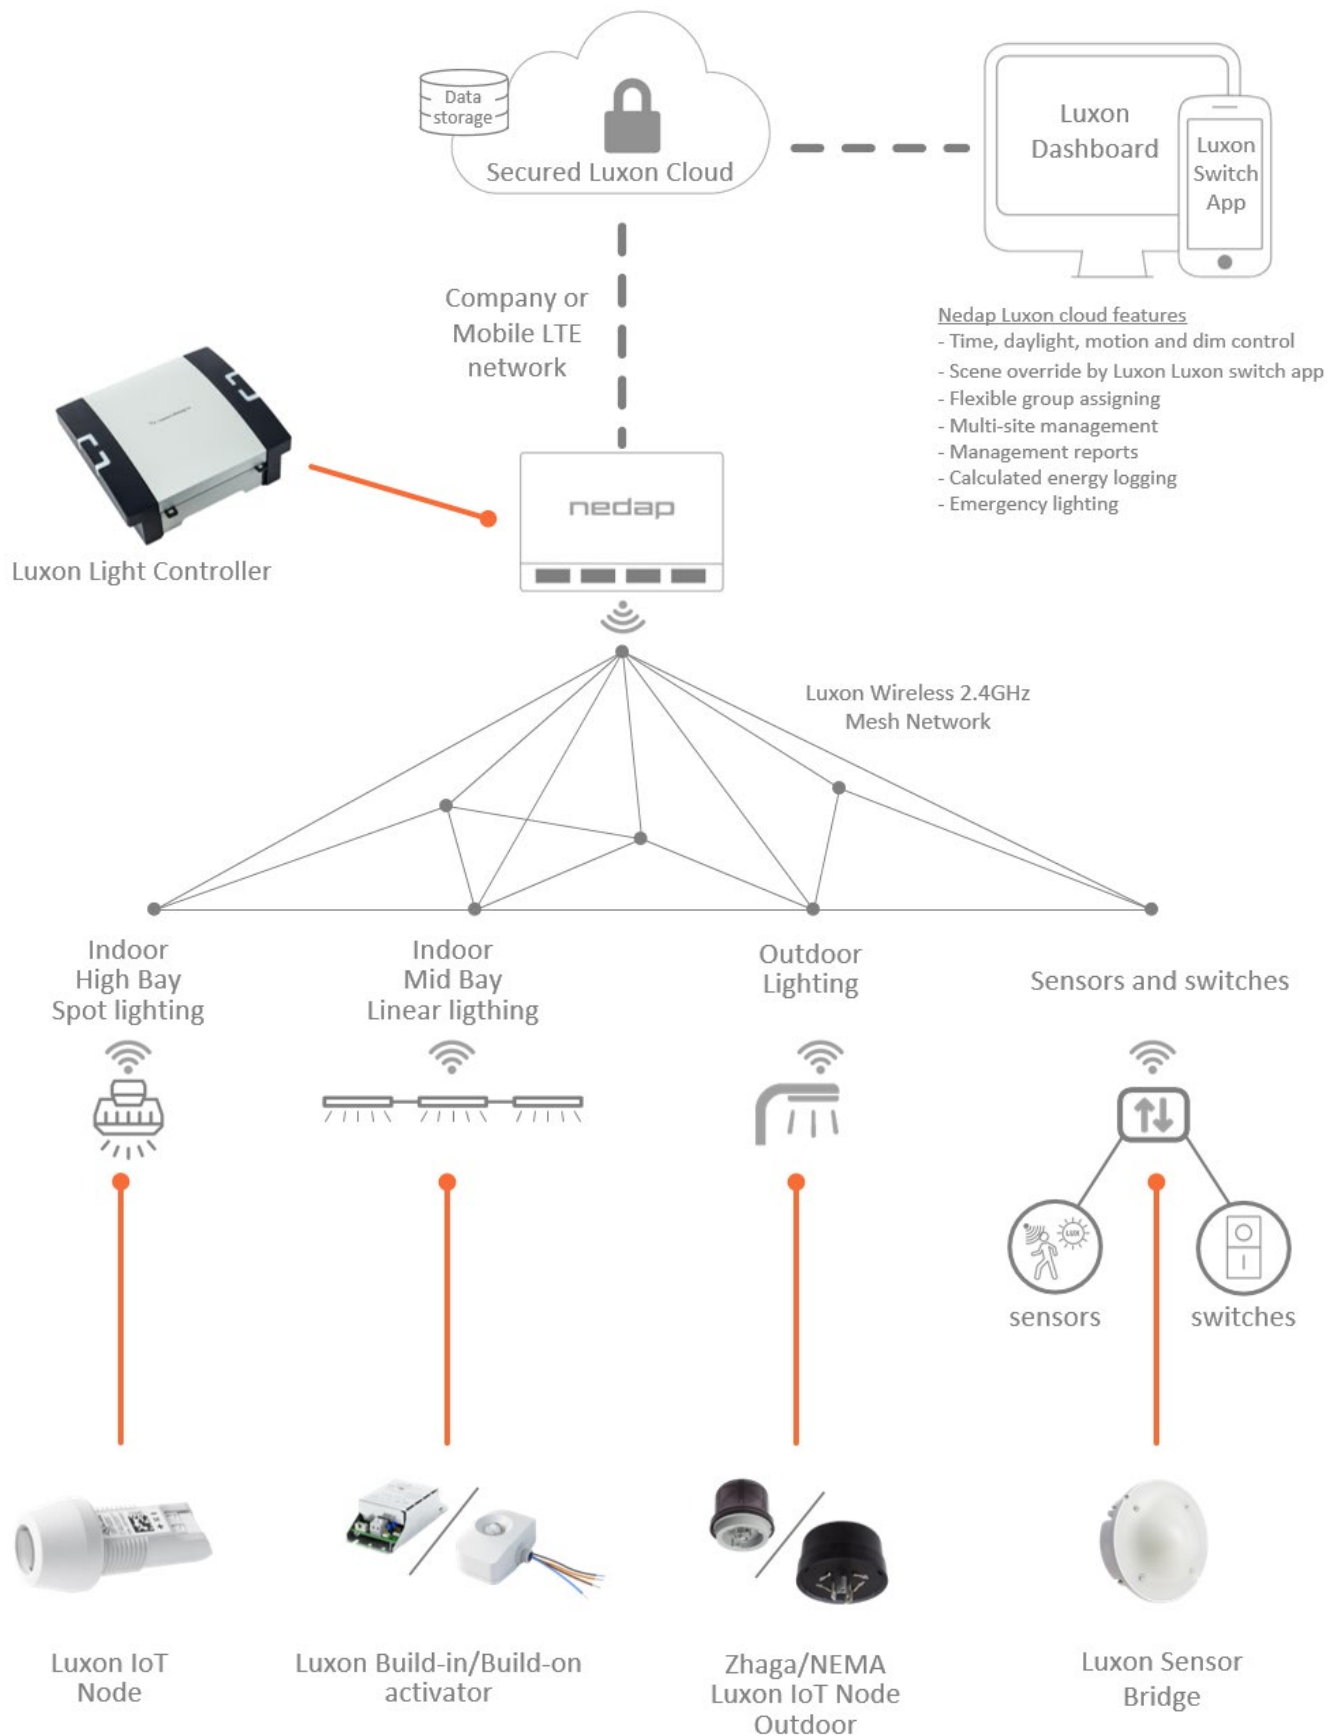 Data
storage
Secured Luxon Cloud
Luxon
Dashboard
Luxon
Switch
App
Company or
Mobile LTE
network
Nedap Luxon cloud features
- Time, daylight, motion and dim control
- Scene override by Luxon Luxon switch app
- Flexible group assigning
- Multi-site management
- Management reports
- Calculated energy logging
- Emergency lighting
nedap
Luxon Light Controller
Luxon Wireless 2.4GHz
Mesh Network
Indoor
High Bay
Spot lighting
Indoor
Mid Bay
Linear ligthing
Outdoor
Lighting
Sensors and switches
LUX
sensors
switches
Luxon IoT
Node
Luxon Build-in/Build-on
activator
Zhaga/NEMA
Luxon IoT Node
Outdoor
Luxon Sensor
Bridge